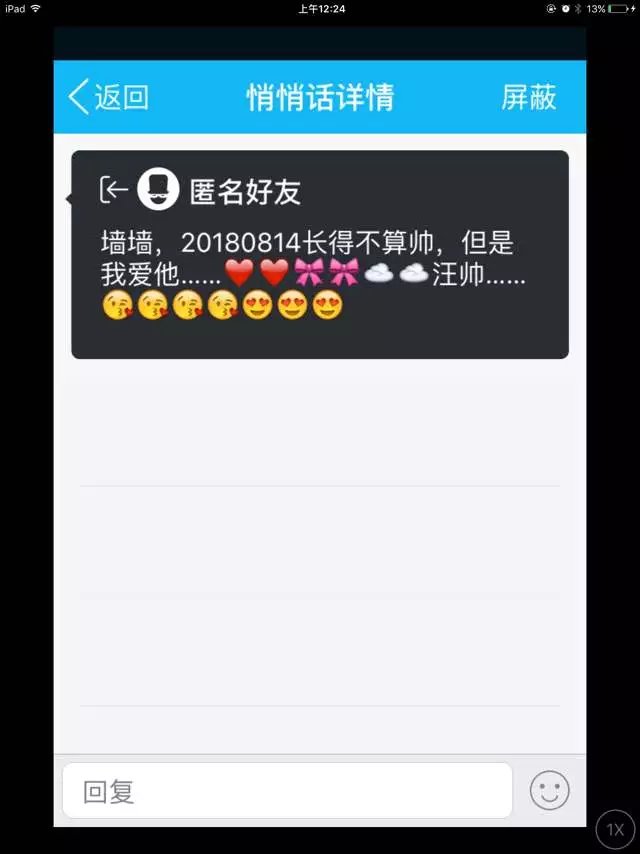 iPad 上午12:24 13%
返回 悄悄话详情 屏蔽
匿名好友
墙墙，20180814长得不算帅，但是
我爱他……❤️❤️🎀🎀☁️☁️汪帅……
😘😘😘😘😍😍😍
回复
1X